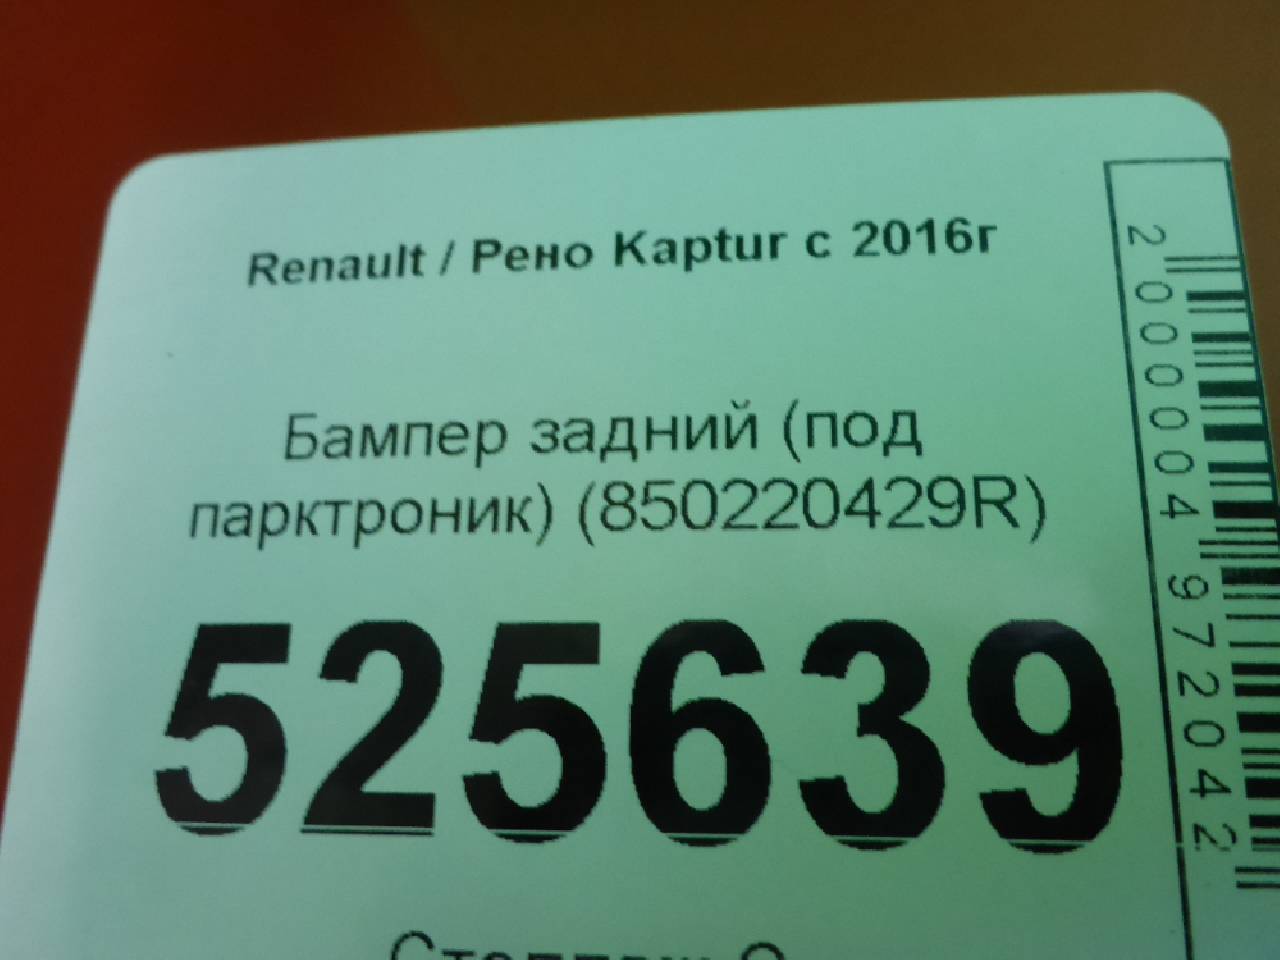 Renault / Рено Kaptur с 2016г
Бампер задний (под
парктроник) (850220429R)
525639
2000004972042